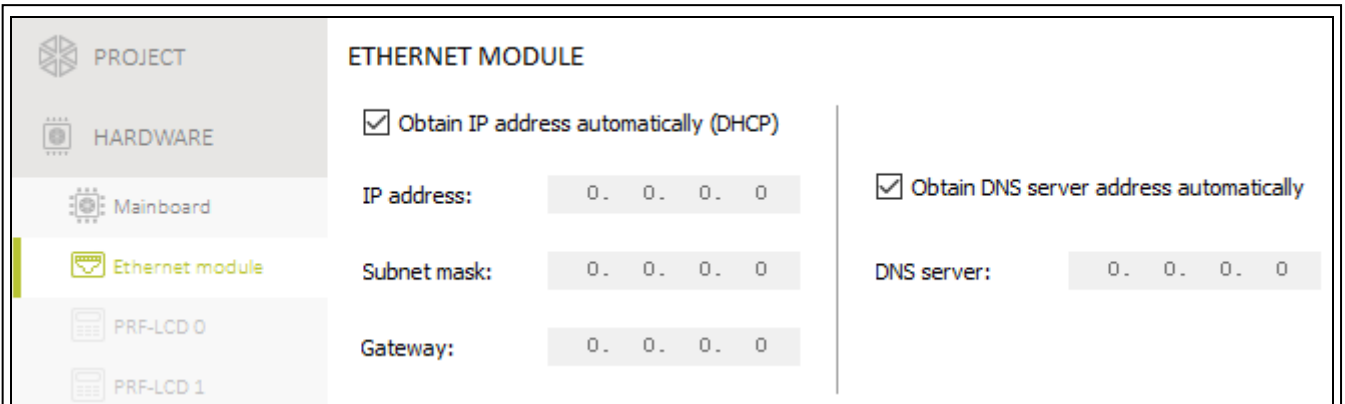 PROJECT
HARDWARE
Mainboard
Ethernet module
PRF-LCD 0
PRF-LCD 1
ETHERNET MODULE
Obtain IP address automatically (DHCP)
IP address: 0. 0. 0. 0
Subnet mask: 0. 0. 0. 0
Gateway: 0. 0. 0. 0
Obtain DNS server address automatically
DNS server: 0. 0. 0. 0